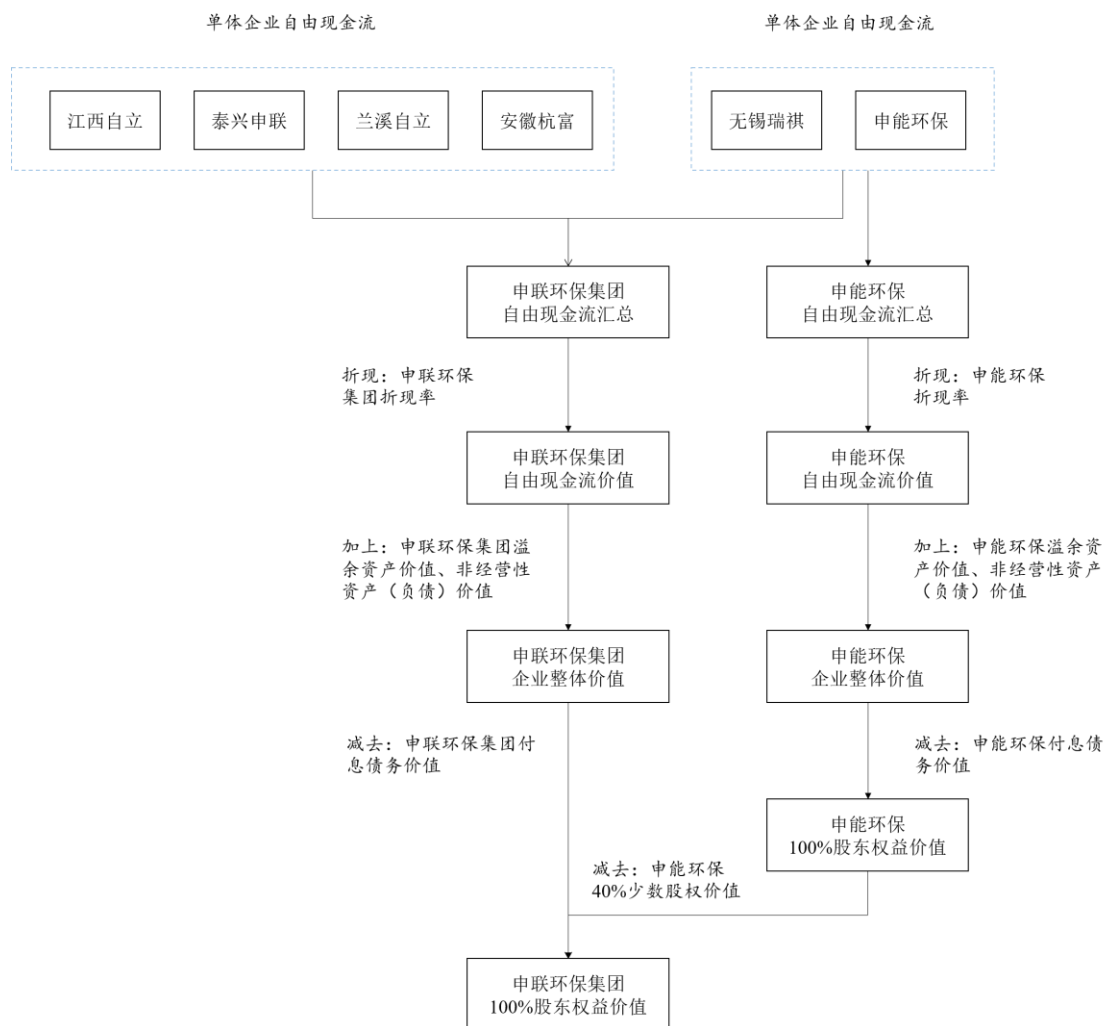 单体企业自由现金流
单体企业自由现金流
江西自立
泰兴申联
兰溪自立
安徽杭富
无锡瑞祺
申能环保
申联环保集团
自由现金流汇总
申能环保
自由现金流汇总
折现：申联环保
集团折现率
折现：申能环保
折现率
申联环保集团
自由现金流价值
申能环保
自由现金流价值
加上：申联环保集团溢
余资产价值、非经营性
资产（负债）价值
加上：申能环保溢余资
产价值、非经营性资产
（负债）价值
申联环保集团
企业整体价值
申能环保
企业整体价值
减去：申联环保集团付
息债务价值
减去：申能环保付息债
务价值
申能环保
100%股东权益价值
减去：申能环保
40%少数股权价值
申联环保集团
100%股东权益价值